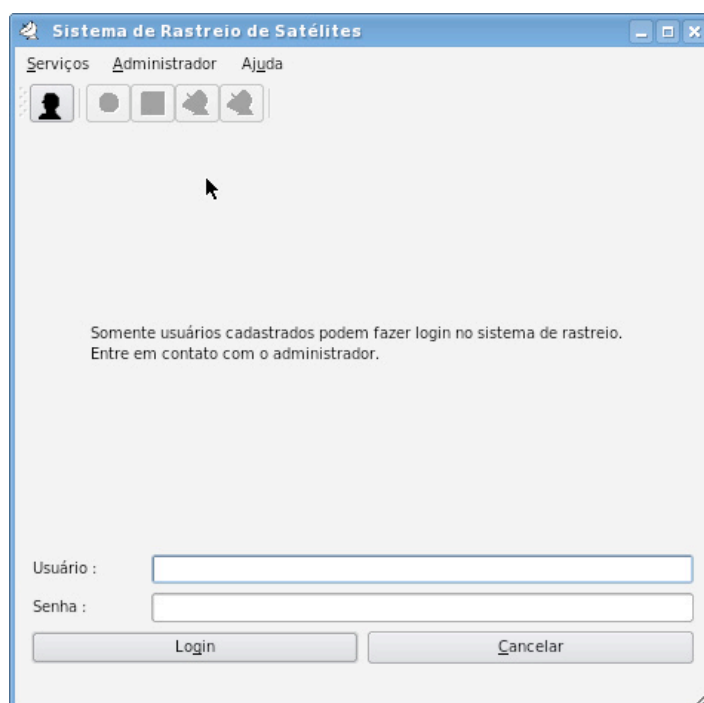 Sistema de Rastreio de Satélites
Serviços Administrador Ajuda
Somente usuários cadastrados podem fazer login no sistema de rastreio.
Entre em contato com o administrador.
Usuário :
Senha :
Login Cancelar